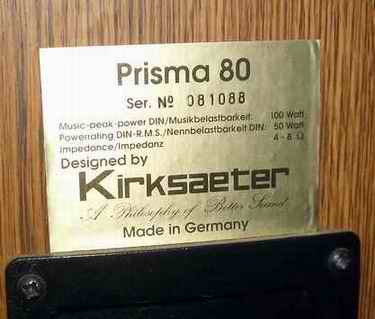 Prisma 80
Ser. Nº 081088
Music-peak-power DIN/Musikbelastbarkeit: 100 Watt
Powerrating DIN-R.M.S./Nennbelastbarkeit DIN: 50 Watt
Impedance/Impedanz 4-8 Ω
Designed by
Kirksaeter
A Philosophy of Better Sound
Made in Germany